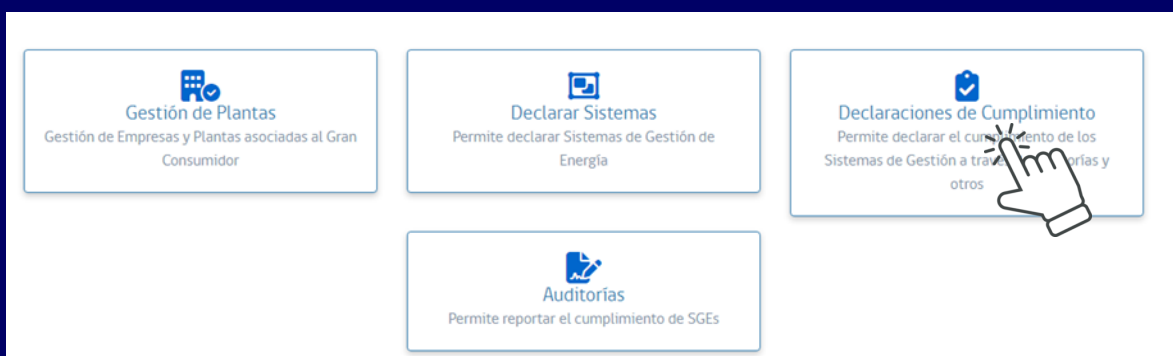 Gestión de Plantas
Gestión de Empresas y Plantas asociadas al Gran
Consumidor
Declarar Sistemas
Permite declarar Sistemas de Gestión de
Energía
Declaraciones de Cumplimiento
Permite declarar el cumplimiento de los
Sistemas de Gestión a
otros
Auditorías
Permite reportar el cumplimiento de SGEs